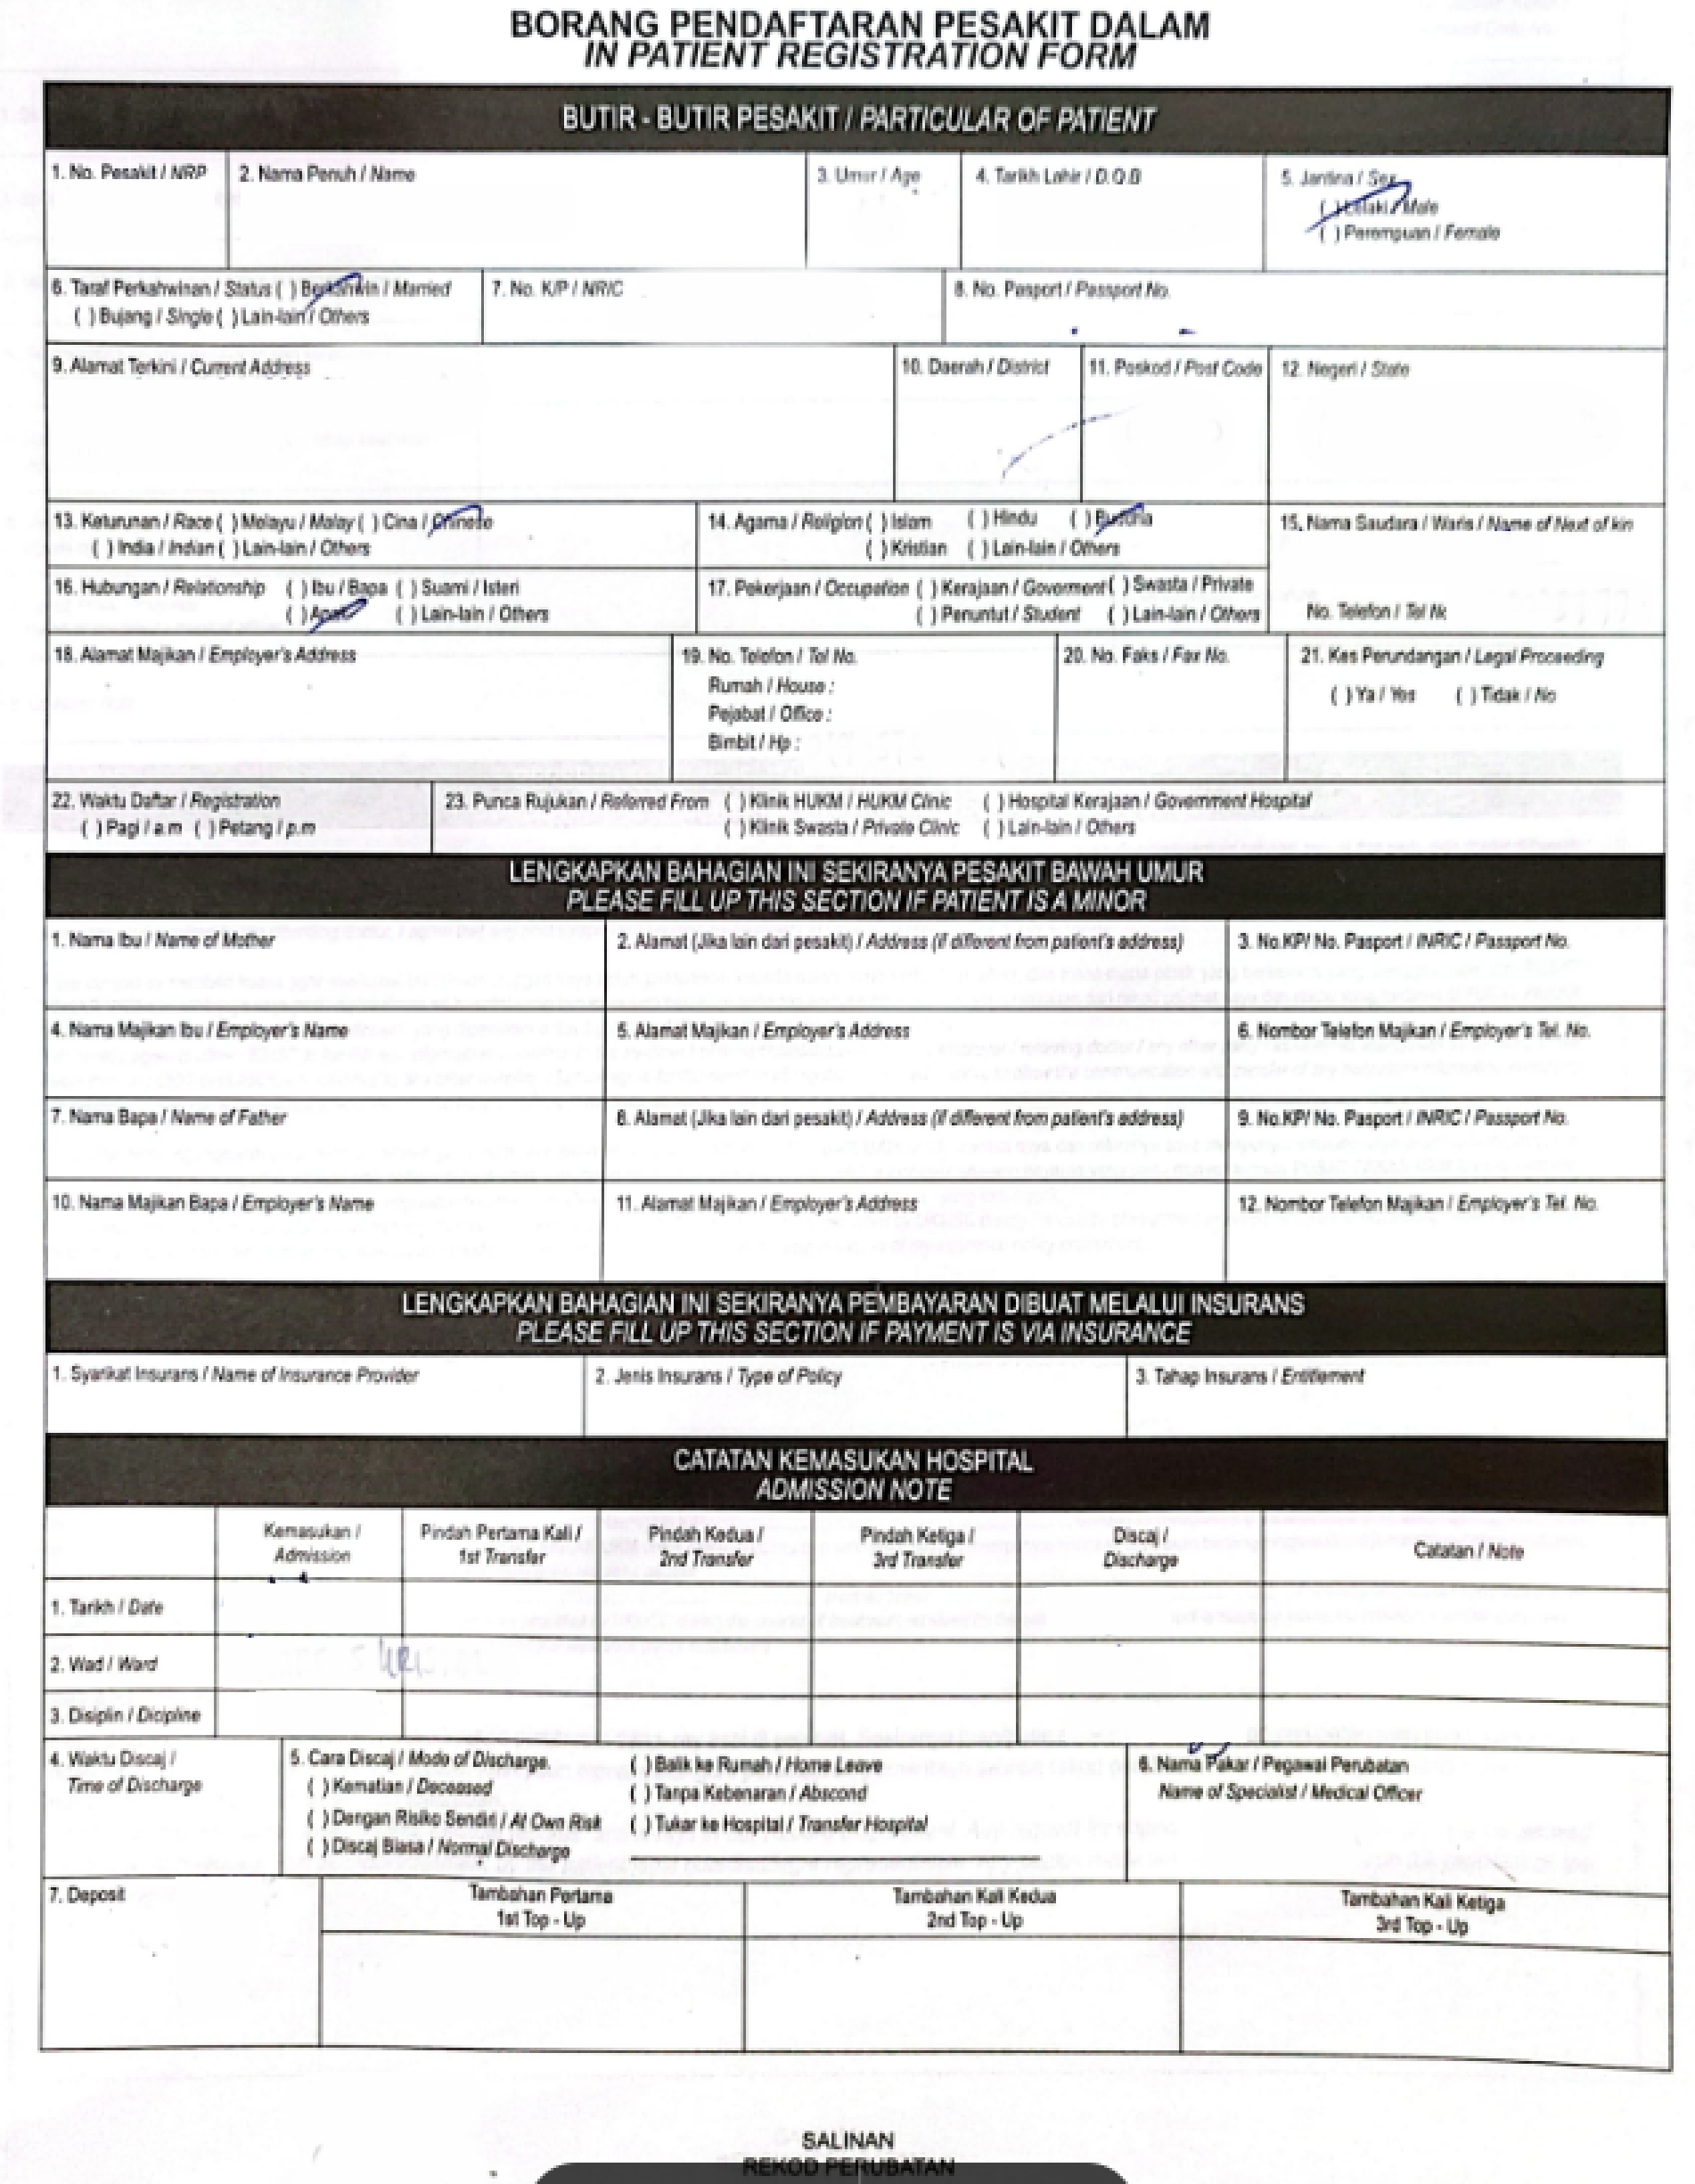 BORANG PENDAFTARAN PESAKIT DALAM
IN PATIENT REGISTRATION FORM
BUTIR - BUTIR PESAKIT / PARTICULAR OF PATIENT
1. No. Pesakit / NRP
2. Nama Penuh / Name
3. Umur / Age
4. Tarikh Lahir / D.O.B
5. Jantina / Sex
( ) Lelaki / Male
( ) Perempuan / Female
6. Taraf Perkahwinan / Status ( ) Berkahwin / Married
( ) Bujang / Single ( ) Lain-lain / Others
7. No. K/P / NRIC
8. No. Pasport / Passport No.
9. Alamat Terkini / Current Address
10. Daerah / District
11. Poskod / Post Code
12. Negeri / State
13. Keturunan / Race ( ) Melayu / Malay ( ) Cina / Chinese
( ) India / Indian ( ) Lain-lain / Others
14. Agama / Religion ( ) Islam ( ) Hindu ( ) Buddha
( ) Kristian ( ) Lain-lain / Others
15. Nama Saudara / Waris / Name of Next of kin
No. Telefon / Tel
16. Hubungan / Relationship ( ) Ibu / Bapa ( ) Suami / Isteri
( ) Anak ( ) Lain-lain / Others
17. Pekerjaan / Occupation ( ) Kerajaan / Goverment ( ) Swasta / Private
( ) Penuntut / Student ( ) Lain-lain / Others
18. Alamat Majikan / Employer's Address
19. No. Telefon / Tel No.
Rumah / House :
Pejabat / Office :
Bimbit / Hp :
20. No. Faks / Fax No.
21. Kes Perundangan / Legal Proceeding
( ) Ya / Yes ( ) Tidak / No
22. Waktu Daftar / Registration
( ) Pagi / a.m ( ) Petang / p.m
23. Punca Rujukan / Referred From ( ) Klinik HUKM / HUKM Clinic ( ) Hospital Kerajaan / Government Hospital
( ) Klinik Swasta / Private Clinic ( ) Lain-lain / Others
LENGKAPKAN BAHAGIAN INI SEKIRANYA PESAKIT BAWAH UMUR
PLEASE FILL UP THIS SECTION IF PATIENT IS A MINOR
1. Nama Ibu / Name of Mother
2. Alamat (Jika lain dari pesakit) / Address (if different from patient's address)
3. No.KP/ No. Pasport / INRIC / Passport No.
4. Nama Majikan Ibu / Employer's Name
5. Alamat Majikan / Employer's Address
6. Nombor Telefon Majikan / Employer's Tel. No.
7. Nama Bapa / Name of Father
8. Alamat (Jika lain dari pesakit) / Address (if different from patient's address)
9. No.KP/ No. Pasport / INRIC / Passport No.
10. Nama Majikan Bapa / Employer's Name
11. Alamat Majikan / Employer's Address
12. Nombor Telefon Majikan / Employer's Tel. No.
LENGKAPKAN BAHAGIAN INI SEKIRANYA PEMBAYARAN DIBUAT MELALUI INSURANS
PLEASE FILL UP THIS SECTION IF PAYMENT IS VIA INSURANCE
1. Syarikat Insurans / Name of Insurance Provider
2. Jenis Insurans / Type of Policy
3. Tahap Insurans / Entitlement
CATATAN KEMASUKAN HOSPITAL
ADMISSION NOTE
Kemasukan /
Admission
Pindah Pertama Kali /
1st Transfer
Pindah Kedua /
2nd Transfer
Pindah Ketiga /
3rd Transfer
Discaj /
Discharge
Catatan / Note
1. Tarikh / Date
2. Wad / Ward
3. Disiplin / Dicipline
4. Waktu Discaj /
Time of Discharge
5. Cara Discaj / Mode of Discharge
( ) Kematian / Deceased
( ) Dengan Risiko Sendiri / At Own Risk
( ) Discaj Biasa / Normal Discharge
( ) Balik ke Rumah / Home Leave
( ) Tanpa Kebenaran / Abscond
( ) Tukar ke Hospital / Transfer Hospital
6. Nama Pakar / Pegawai Perubatan
Name of Specialist / Medical Officer
7. Deposit
Tambahan Pertama
1st Top - Up
Tambahan Kali Kedua
2nd Top - Up
Tambahan Kali Ketiga
3rd Top - Up
SALINAN
REKOD PERUBATAN